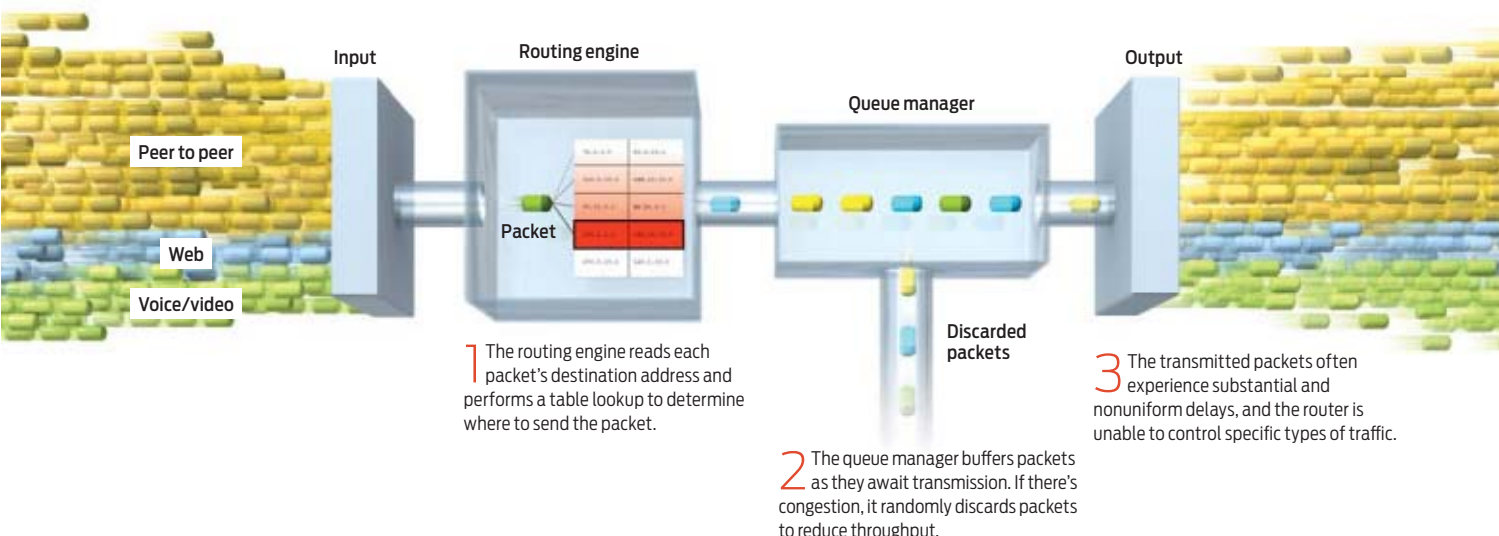 Input
Routing engine
Output
Queue manager
Peer to peer
Packet
Web
Voice/video
Discarded
packets
1 The routing engine reads each
packet's destination address and
performs a table lookup to determine
where to send the packet.
2 The queue manager buffers packets
as they await transmission. If there's
congestion, it randomly discards packets
to reduce throughput.
3 The transmitted packets often
experience substantial and
nonuniform delays, and the router is
unable to control specific types of traffic.